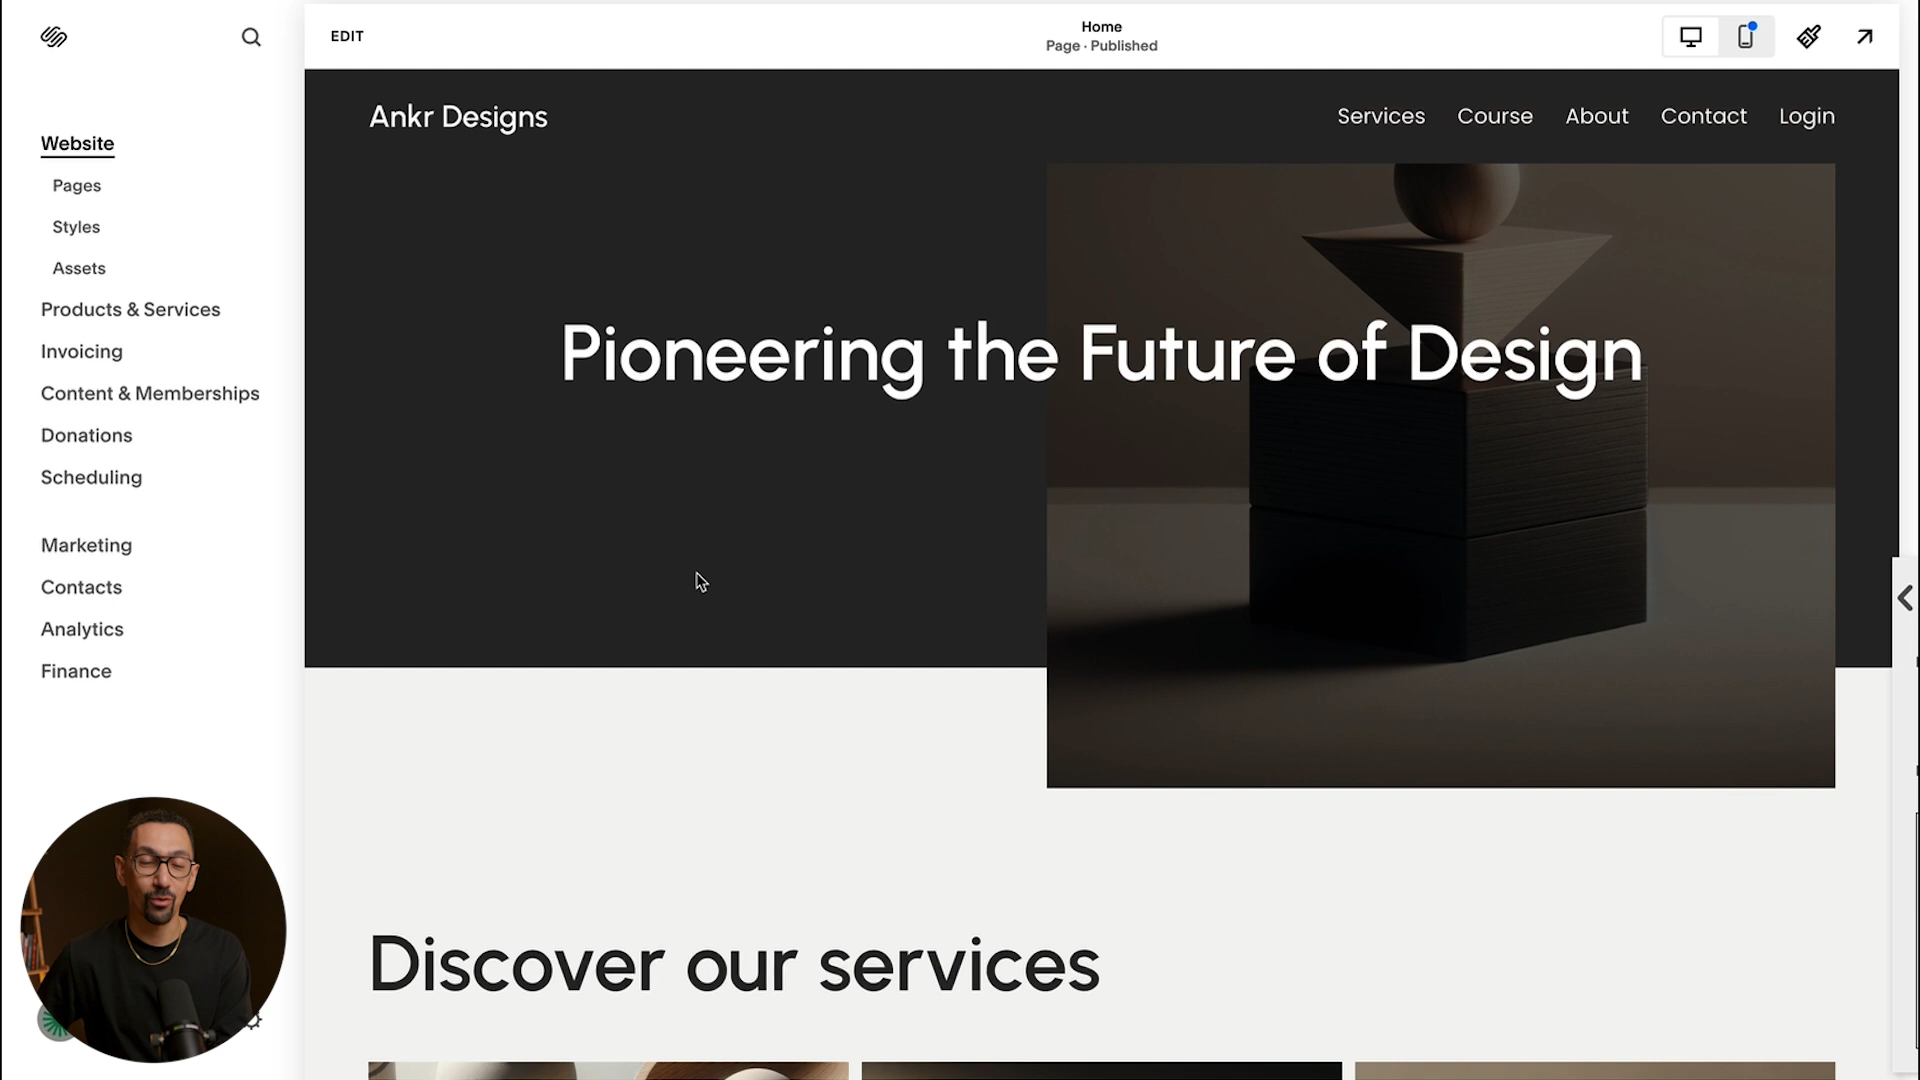 EDIT
Home
Page · Published
Website
Pages
Styles
Assets
Products & Services
Invoicing
Content & Memberships
Donations
Scheduling
Marketing
Contacts
Analytics
Finance
Ankr Designs
Services
Course
About
Contact
Login
Pioneering the Future of Design
Discover our services